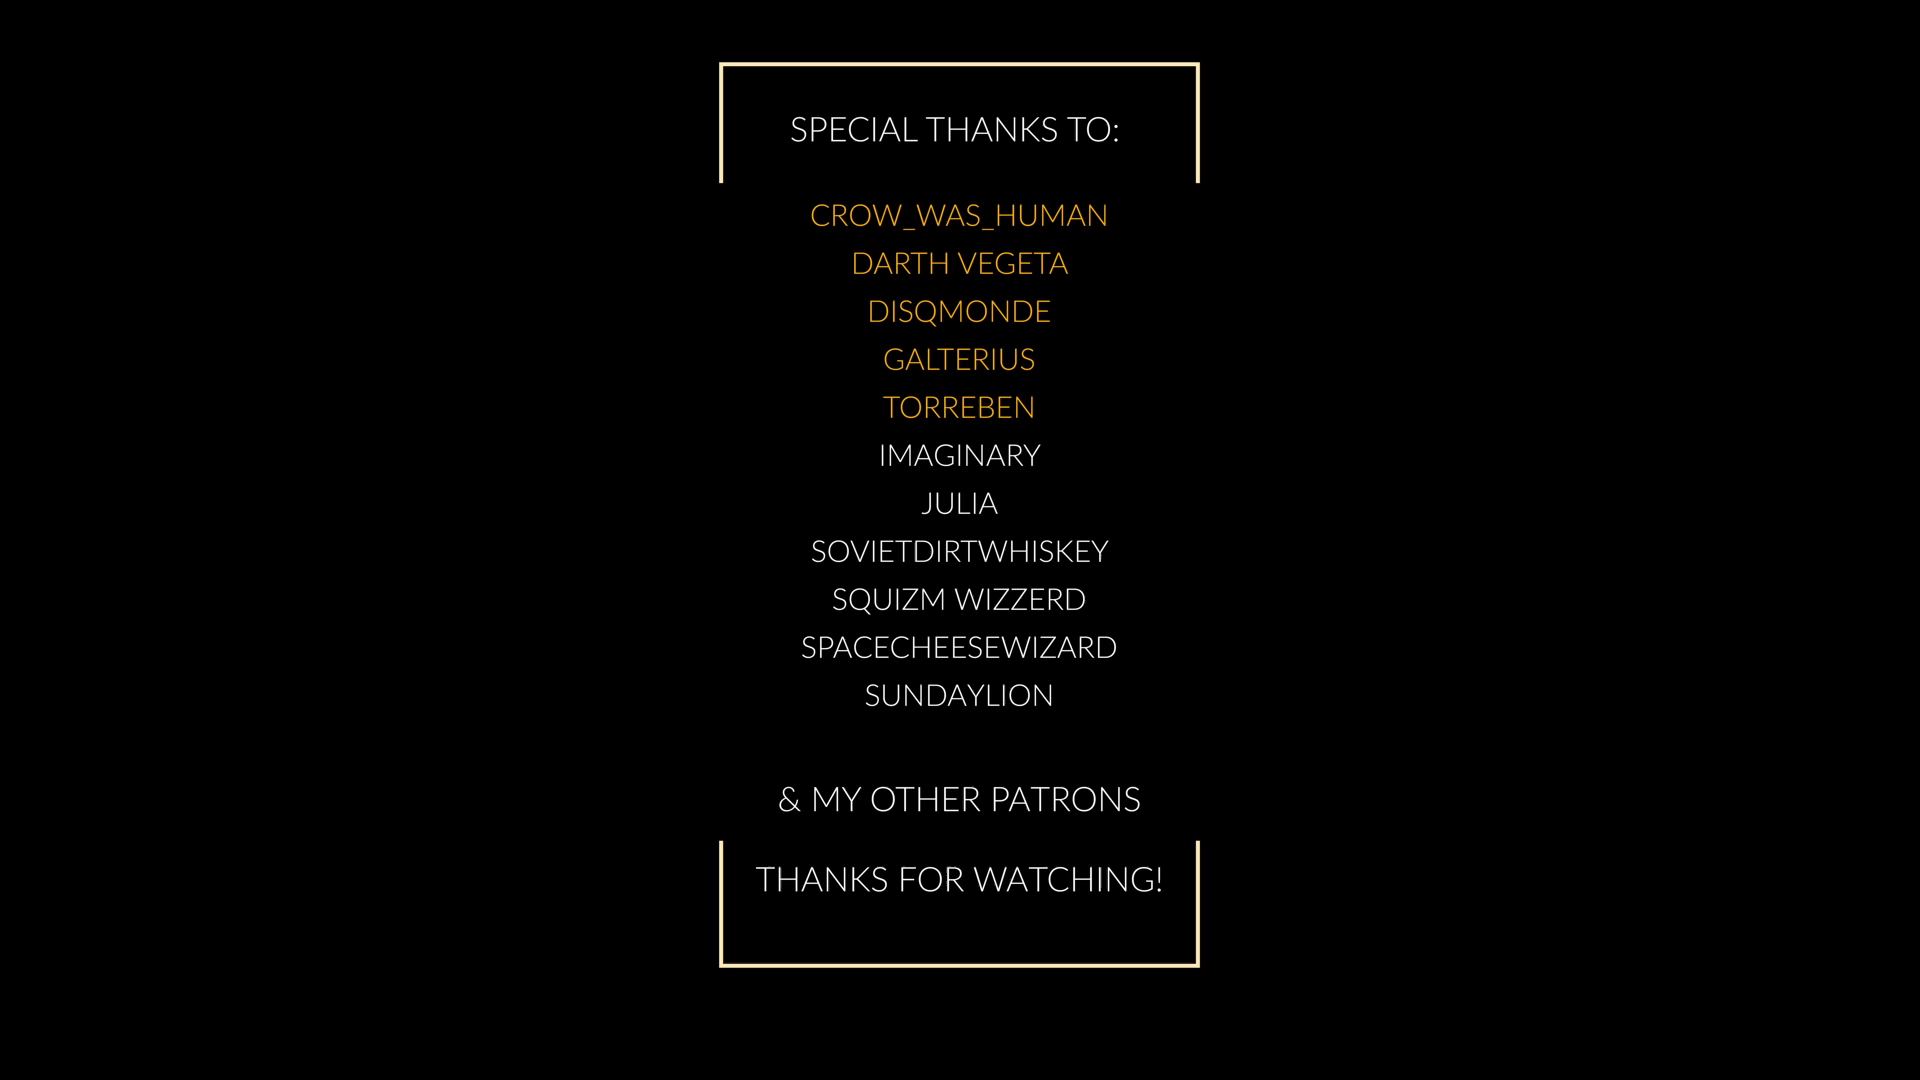 SPECIAL THANKS TO:
CROW_WAS_HUMAN
DARTH VEGETA
DISQMONDE
GALTERIUS
TORREBEN
IMAGINARY
JULIA
SOVIETDIRTWHISKEY
SQUIZM WIZZERD
SPACECHEESEWIZARD
SUNDAYLION
& MY OTHER PATRONS
THANKS FOR WATCHING!